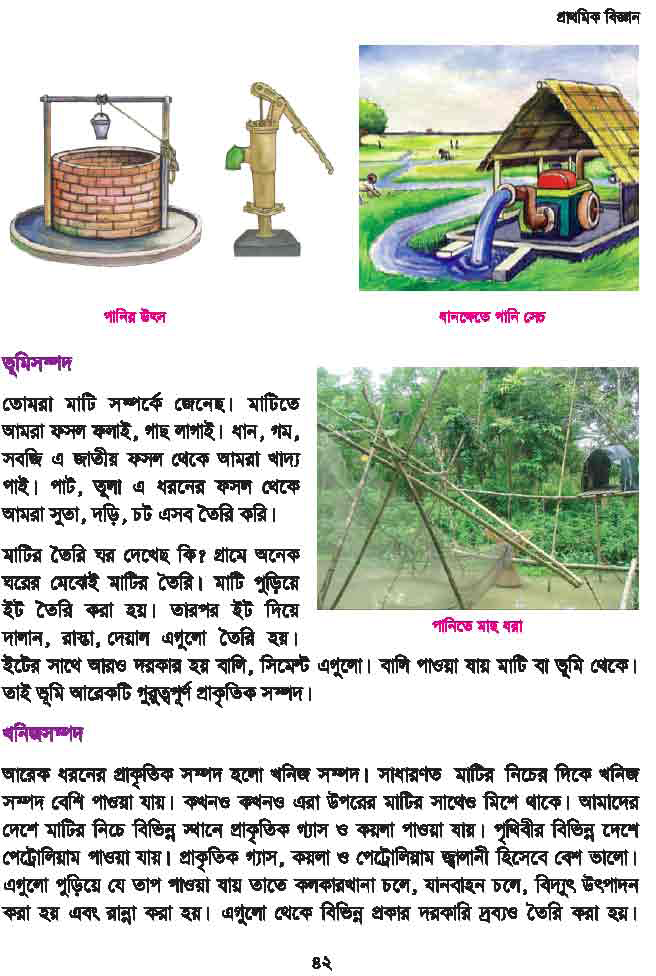 প্রাথমিক বিজ্ঞান
পানির উৎস
ধানক্ষেতে পানি সেচ
ভূমিসম্পদ
তোমরা মাটি সম্পর্কে জেনেছ। মাটিতে
আমরা ফসল ফলাই, গাছ লাগাই। ধান, গম,
সবজি এ জাতীয় ফসল থেকে আমরা খাদ্য
পাই। পাট, তুলা এ ধরনের ফসল থেকে
আমরা সুতা, দড়ি, চট এসব তৈরি করি।
মাটির তৈরি ঘর দেখেছ কি? গ্রামে অনেক
ঘরের মেঝেই মাটির তৈরি। মাটি পুড়িয়ে
ইট তৈরি করা হয়। তারপর ইট দিয়ে
দালান, রাস্তা, দেয়াল এগুলো তৈরি হয়।
পানিতে মাছ ধরা
ইটের সাথে আরও দরকার হয় বালি, সিমেন্ট এগুলো। বালি পাওয়া যায় মাটি বা ভূমি থেকে।
তাই ভূমি আরেকটি গুরুত্বপূর্ণ প্রাকৃতিক সম্পদ।
খনিজসম্পদ
আরেক ধরনের প্রাকৃতিক সম্পদ হলো খনিজ সম্পদ। সাধারণত মাটির নিচের দিকে খনিজ
সম্পদ বেশি পাওয়া যায়। কখনও কখনও এরা উপরের মাটির সাথেও মিশে থাকে। আমাদের
দেশে মাটির নিচে বিভিন্ন স্থানে প্রাকৃতিক গ্যাস ও কয়লা পাওয়া যায়। পৃথিবীর বিভিন্ন দেশে
পেট্রোলিয়াম পাওয়া যায়। প্রাকৃতিক গ্যাস, কয়লা ও পেট্রোলিয়াম জ্বালানী হিসেবে বেশ ভালো।
এগুলো পুড়িয়ে যে তাপ পাওয়া যায় তাতে কলকারখানা চলে, যানবাহন চলে, বিদ্যুৎ উৎপাদন
করা হয় এবং রান্না করা হয়। এগুলো থেকে বিভিন্ন প্রকার দরকারি দ্রব্যও তৈরি করা হয়।
৪২